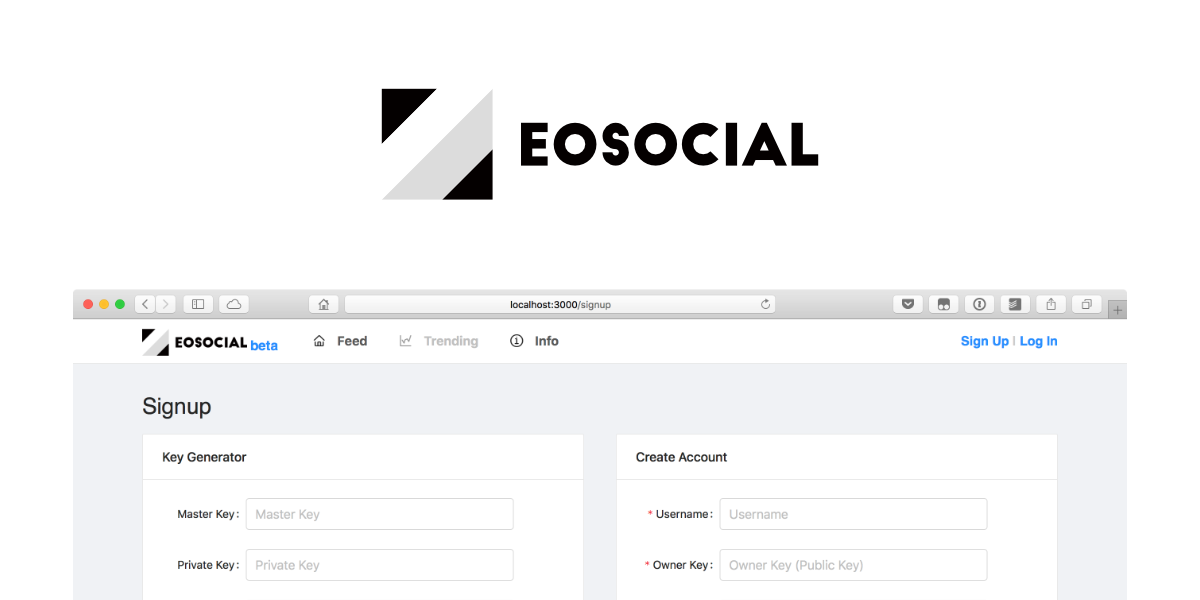 EOSOCIAL
localhost:3000/signup
EOSOCIAL beta Feed Trending Info Sign Up | Log In
Signup
Key Generator
Create Account
Master Key: Master Key
* Username: Username
Private Key: Private Key
* Owner Key: Owner Key (Public Key)